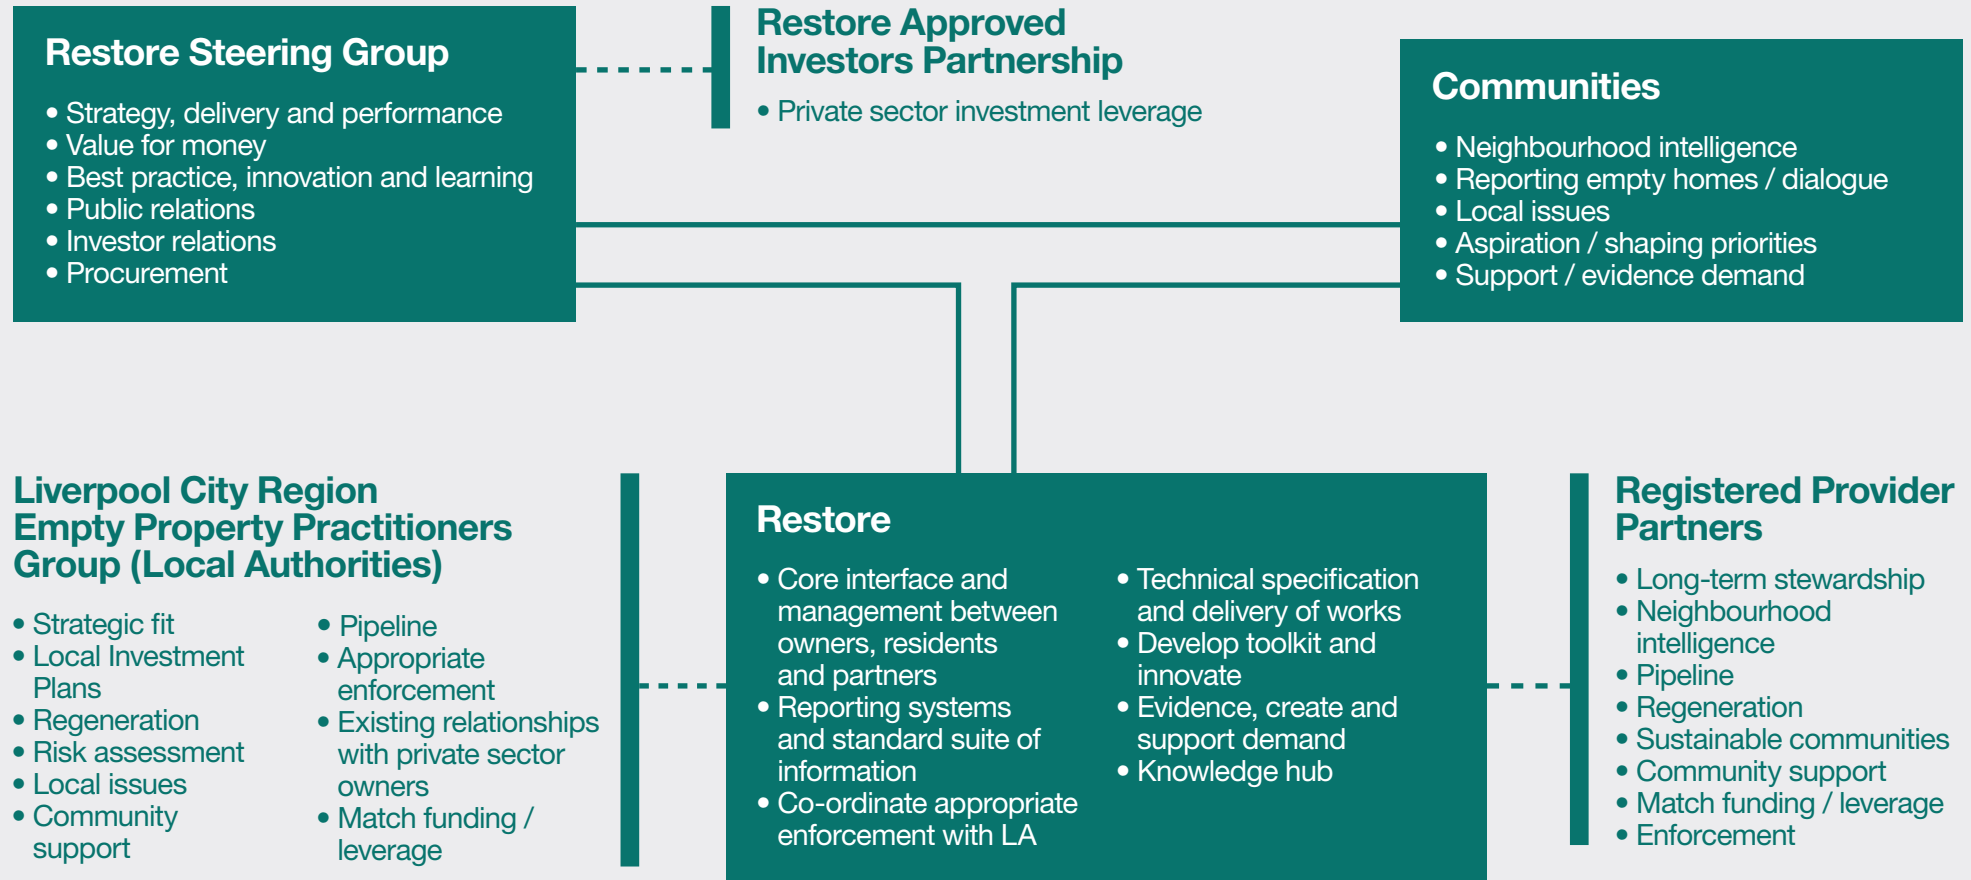 Restore Steering Group
• Strategy, delivery and performance
• Value for money
• Best practice, innovation and learning
• Public relations
• Investor relations
• Procurement
Restore Approved
Investors Partnership
• Private sector investment leverage
Communities
• Neighbourhood intelligence
• Reporting empty homes / dialogue
• Local issues
• Aspiration / shaping priorities
• Support / evidence demand
Liverpool City Region
Empty Property Practitioners
Group (Local Authorities)
• Strategic fit
• Local Investment
Plans
• Regeneration
• Risk assessment
• Local issues
• Community
support
• Pipeline
• Appropriate
enforcement
• Existing relationships
with private sector
owners
• Match funding /
leverage
Restore
• Core interface and
management between
owners, residents
and partners
• Reporting systems
and standard suite of
information
• Co-ordinate appropriate
enforcement with LA
• Technical specification
and delivery of works
• Develop toolkit and
innovate
• Evidence, create and
support demand
• Knowledge hub
Registered Provider
Partners
• Long-term stewardship
• Neighbourhood
intelligence
• Pipeline
• Regeneration
• Sustainable communities
• Community support
• Match funding / leverage
• Enforcement